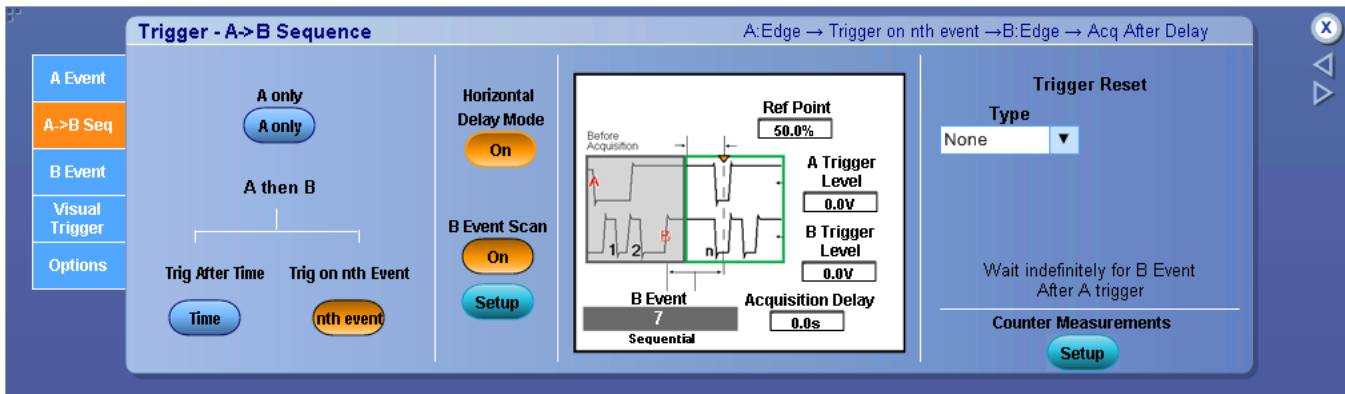 Trigger - A->B Sequence
A:Edge → Trigger on nth event →B:Edge → Acq After Delay
X
A Event
A->B Seq
B Event
Visual
Trigger
Options
A only
A only
A then B
Trig After Time
Trig on nth Event
Time
nth event
Horizontal
Delay Mode
On
B Event Scan
On
Setup
Before
Acquisition
A
B
1
2
n
Ref Point
50.0%
A Trigger
Level
0.0V
B Trigger
Level
0.0V
B Event
7
Sequential
Acquisition Delay
0.0s
Trigger Reset
Type
None
Wait indefinitely for B Event
After A trigger
Counter Measurements
Setup